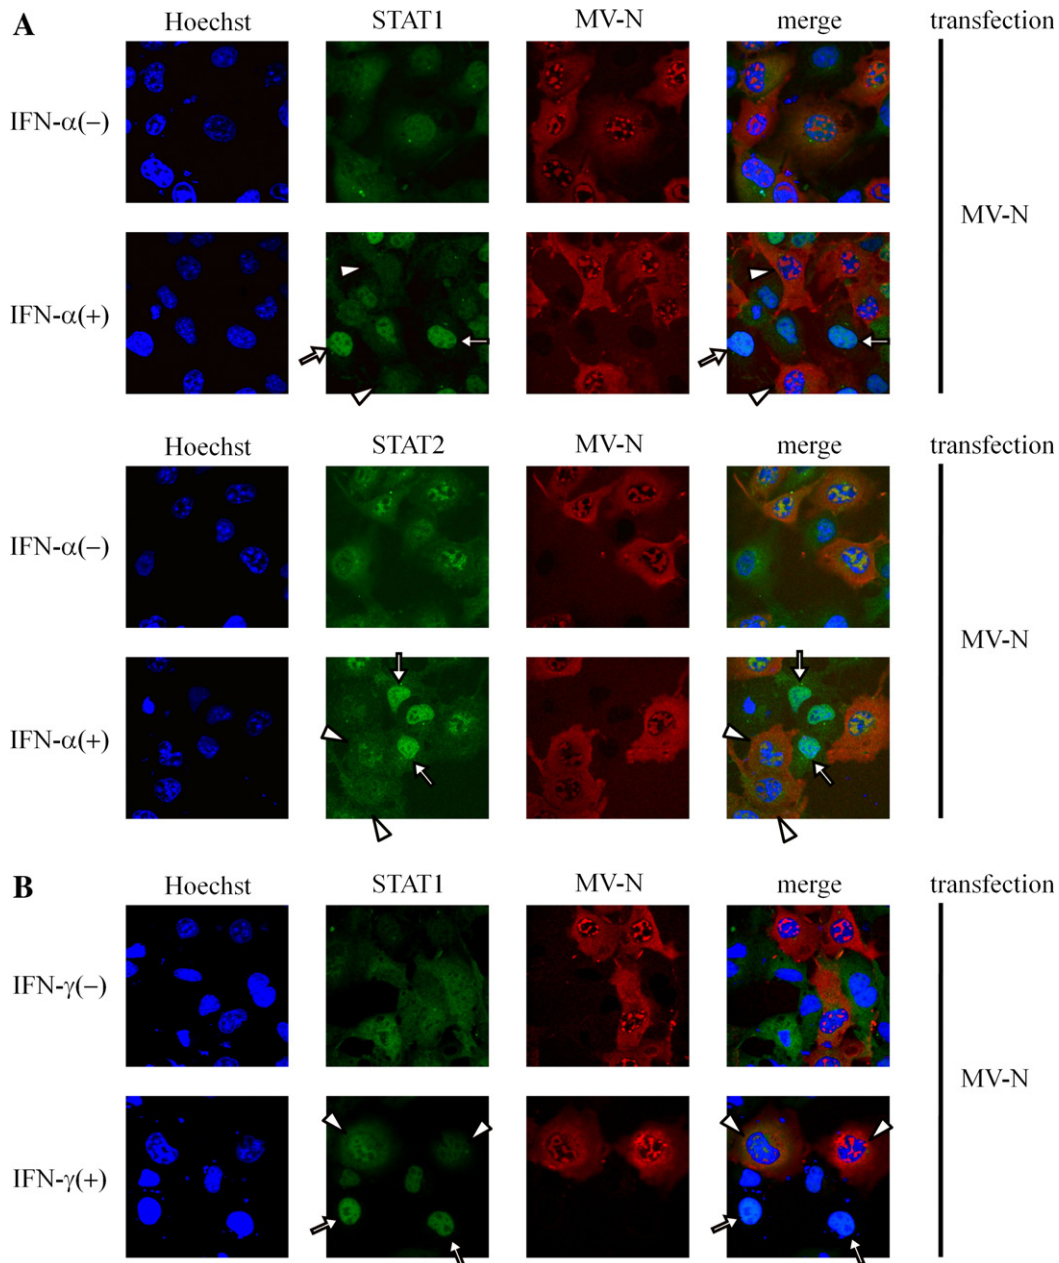 A Hoechst STAT1 MV-N merge transfection
IFN-α(−)
MV-N
IFN-α(+)
Hoechst STAT2 MV-N merge transfection
IFN-α(−)
MV-N
IFN-α(+)
B Hoechst STAT1 MV-N merge transfection
IFN-γ(−)
MV-N
IFN-γ(+)